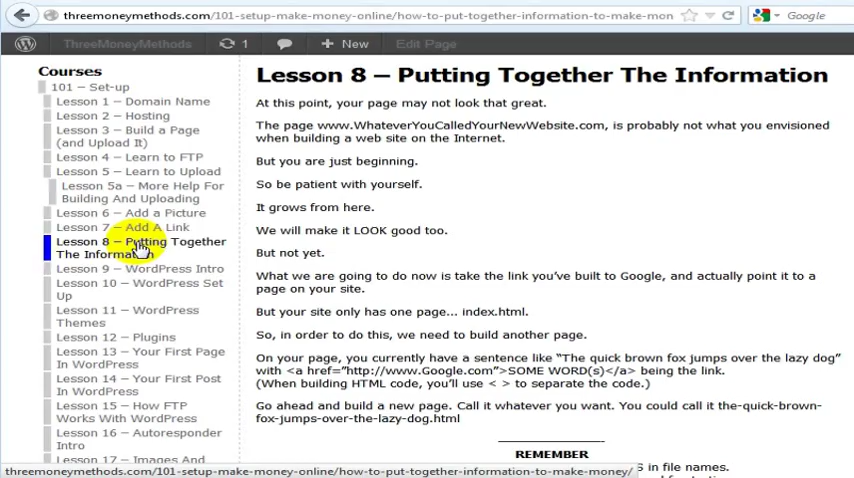 threemoneymethods.com/101-setup-make-money-online/how-to-put-together-information-to-make-mon
Google
ThreeMoneyMethods
1
New
Edit Page
Courses
101 – Set-up
Lesson 1 – Domain Name
Lesson 2 – Hosting
Lesson 3 – Build a Page
(and Upload It)
Lesson 4 – Learn to FTP
Lesson 5 – Learn to Upload
Lesson 5a – More Help For
Building And Uploading
Lesson 6 – Add a Picture
Lesson 7 – Add A Link
Lesson 8 – Putting Together
The Information
Lesson 9 – WordPress Intro
Lesson 10 – WordPress Set
Up
Lesson 11 – WordPress
Themes
Lesson 12 – Plugins
Lesson 13 – Your First Page
In WordPress
Lesson 14 – Your First Post
In WordPress
Lesson 15 – How FTP
Works With WordPress
Lesson 16 – Autoresponder
Intro
Lesson 17 – Images And
Lesson 8 – Putting Together The Information
At this point, your page may not look that great.
The page www.WhateverYouCalledYourNewWebsite.com, is probably not what you envisioned
when building a web site on the Internet.
But you are just beginning.
So be patient with yourself.
It grows from here.
We will make it LOOK good too.
But not yet.
What we are going to do now is take the link you’ve built to Google, and actually point it to a
page on your site.
But your site only has one page... index.html.
So, in order to do this, we need to build another page.
On your page, you currently have a sentence like “The quick brown fox jumps over the lazy dog”
with <a href=”http://www.Google.com”>SOME WORD(s)</a> being the link.
(When building HTML code, you’ll use < > to separate the code.)
Go ahead and build a new page. Call it whatever you want. You could call it the-quick-brown-
fox-jumps-over-the-lazy-dog.html
REMEMBER
in file names.
threemoneymethods.com/101-setup-make-money-online/how-to-put-together-information-to-make-money/